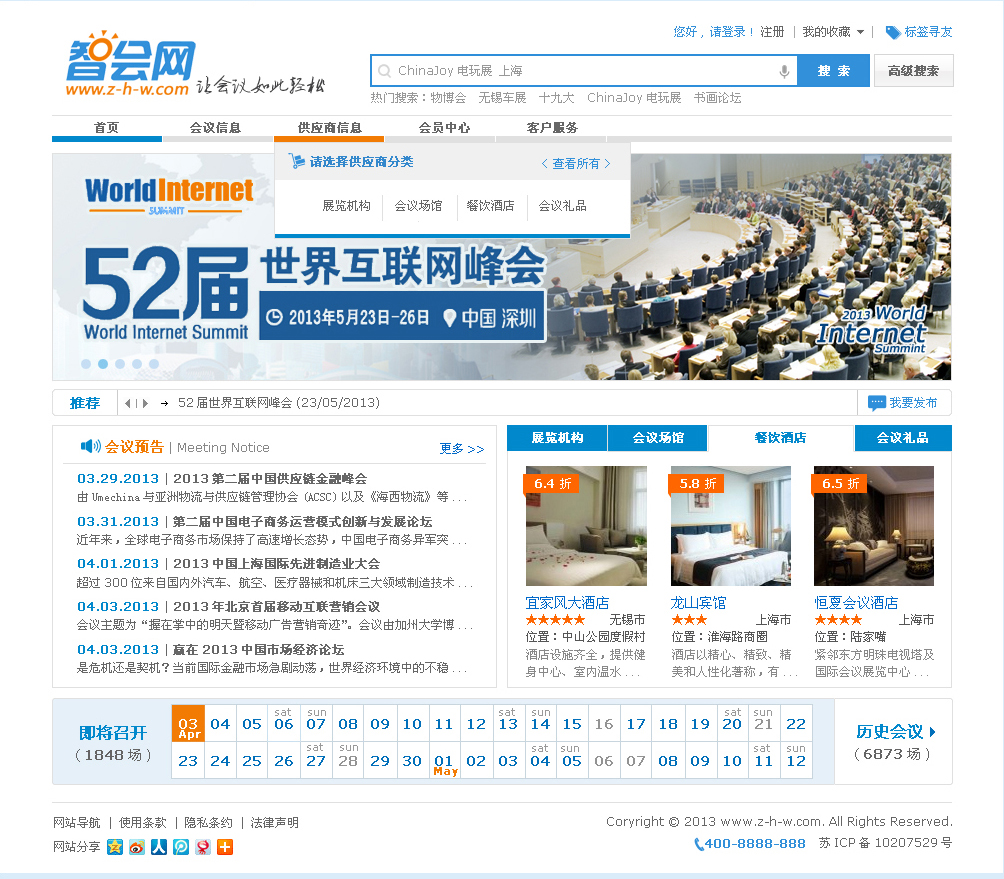 您好，请登录！ 注册 | 我的收藏 | 标签寻友
智会网
www.z-h-w.com 让会议如此轻松
ChinaJoy 电玩展 上海 搜 索 高级搜索
热门搜索：物博会 无锡车展 十九大 ChinaJoy 电玩展 书画论坛
首页 会议信息 供应商信息 会员中心 客户服务
请选择供应商分类 < 查看所有 >
展览机构 会议场馆 餐饮酒店 会议礼品
WorldInternet
SUMMIT
52届 世界互联网峰会
World Internet Summit 2013年5月23日-26日 中国 深圳
2013 World
Internet
Summint
推荐 → 52 届世界互联网峰会 (23/05/2013) 我要发布
会议预告 | Meeting Notice 更多 >>
03.29.2013 | 2013 第二届中国供应链金融峰会
由 Umechina 与亚洲物流与供应链管理协会 (ACSC) 以及《海西物流》等 . . .
03.31.2013 | 第二届中国电子商务运营模式创新与发展论坛
近年来，全球电子商务市场保持了高速增长态势，中国电子商务异军突 . . .
04.01.2013 | 2013 中国上海国际先进制造业大会
超过 300 位来自国内外汽车、航空、医疗器械和机床三大领域制造技术 . . .
04.03.2013 | 2013 年北京首届移动互联营销会议
会议主题为“握在掌中的明天暨移动广告营销奇迹”。会议由加州大学博 . . .
04.03.2013 | 赢在 2013 中国市场经济论坛
是危机还是契机？当前国际金融市场急剧动荡，世界经济环境中的不稳 . . .
展览机构 会议场馆 餐饮酒店 会议礼品
6.4 折 5.8 折 6.5 折
宜家风大酒店 龙山宾馆 恒夏会议酒店
★★★★★ 无锡市 ★★★ 上海市 ★★★★ 上海市
位置：中山公园度假村 位置：淮海路商圈 位置：陆家嘴
酒店设施齐全，提供健 酒店以精心、精致、精 紧邻东方明珠电视塔及
身中心、室内温水 . . . 美和人性化著称，有 . . . 国际会议展览中心 . . .
即将召开
（1848 场）
sat sun sat sun sat sun
03 04 05 06 07 08 09 10 11 12 13 14 15 16 17 18 19 20 21 22
Apr
sat sun sat sun sat sun
23 24 25 26 27 28 29 30 01 02 03 04 05 06 07 08 09 10 11 12
May
历史会议
（6873 场）
网站导航 | 使用条款 | 隐私条约 | 法律声明 Copyright © 2013 www.z-h-w.com. All Rights Reserved.
网站分享 400-8888-888 苏 ICP 备 10207529 号